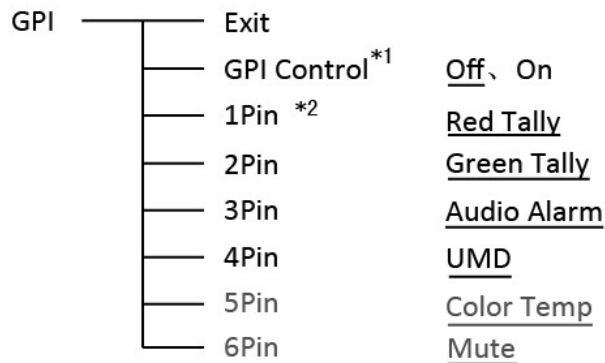 GPI Exit
GPI Control*1 Off、On
1Pin *2 Red Tally
2Pin Green Tally
3Pin Audio Alarm
4Pin UMD
5Pin Color Temp
6Pin Mute